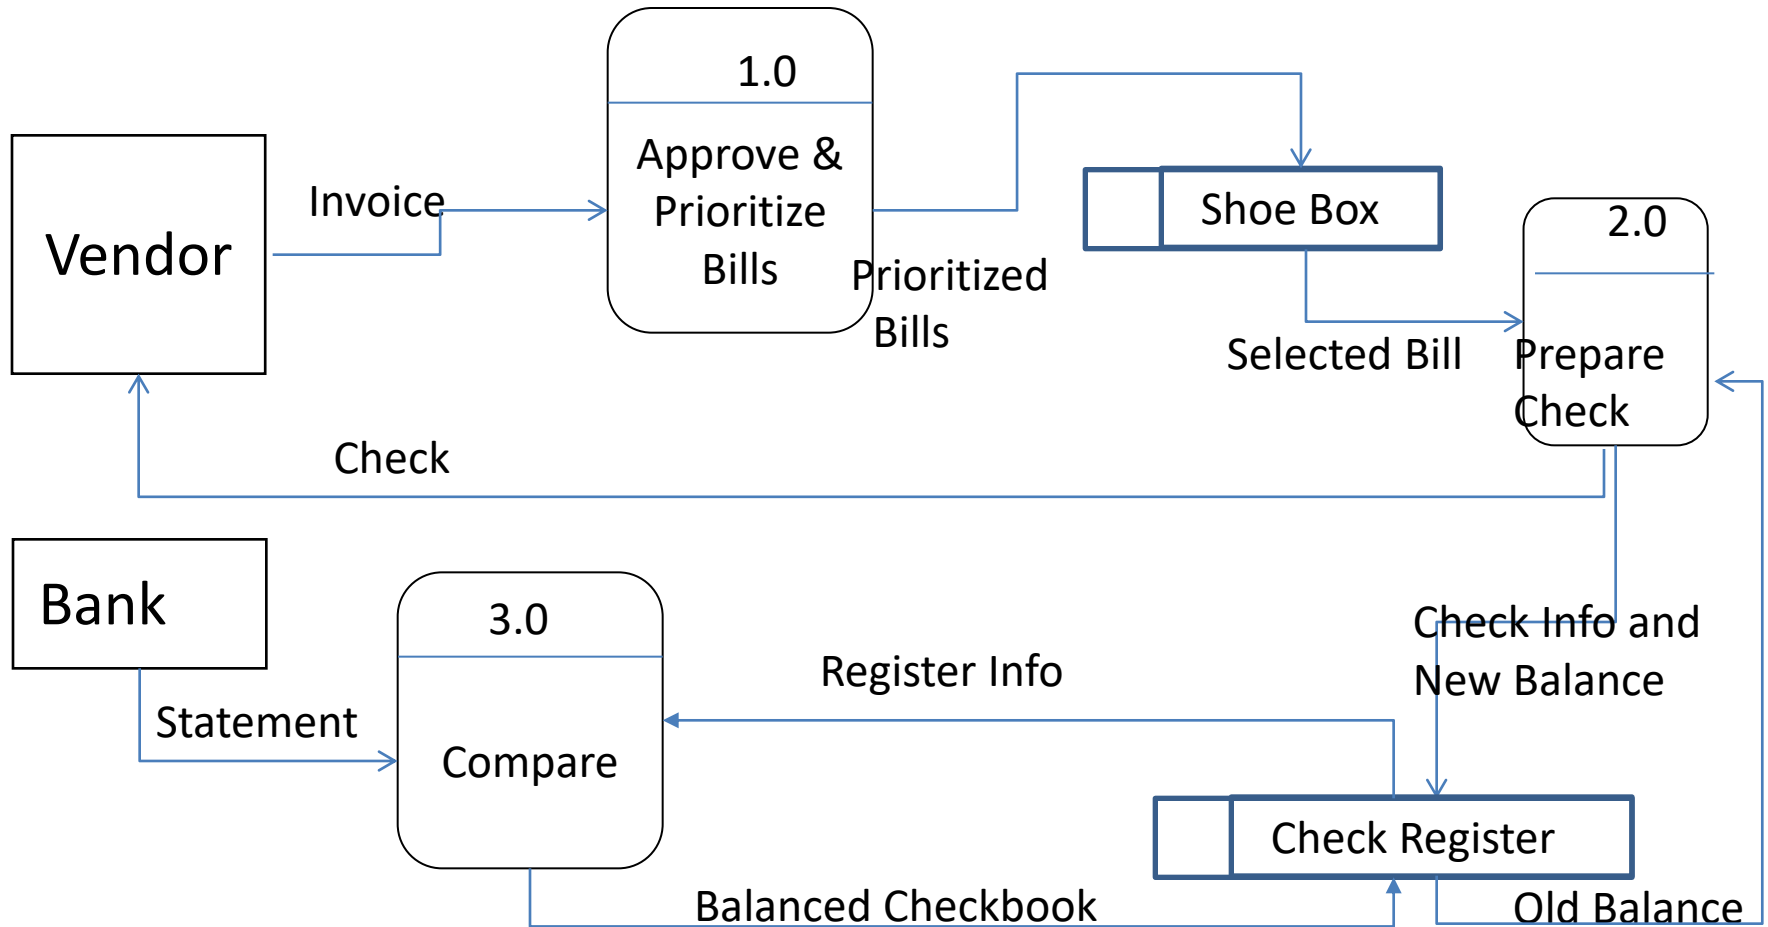 1.0
Approve &
Prioritize
Bills
Vendor
Invoice
Shoe Box
2.0
Prioritized
Bills
Selected Bill
Prepare
Check
Check
Bank
3.0
Compare
Statement
Register Info
Check Info and
New Balance
Check Register
Balanced Checkbook
Old Balance